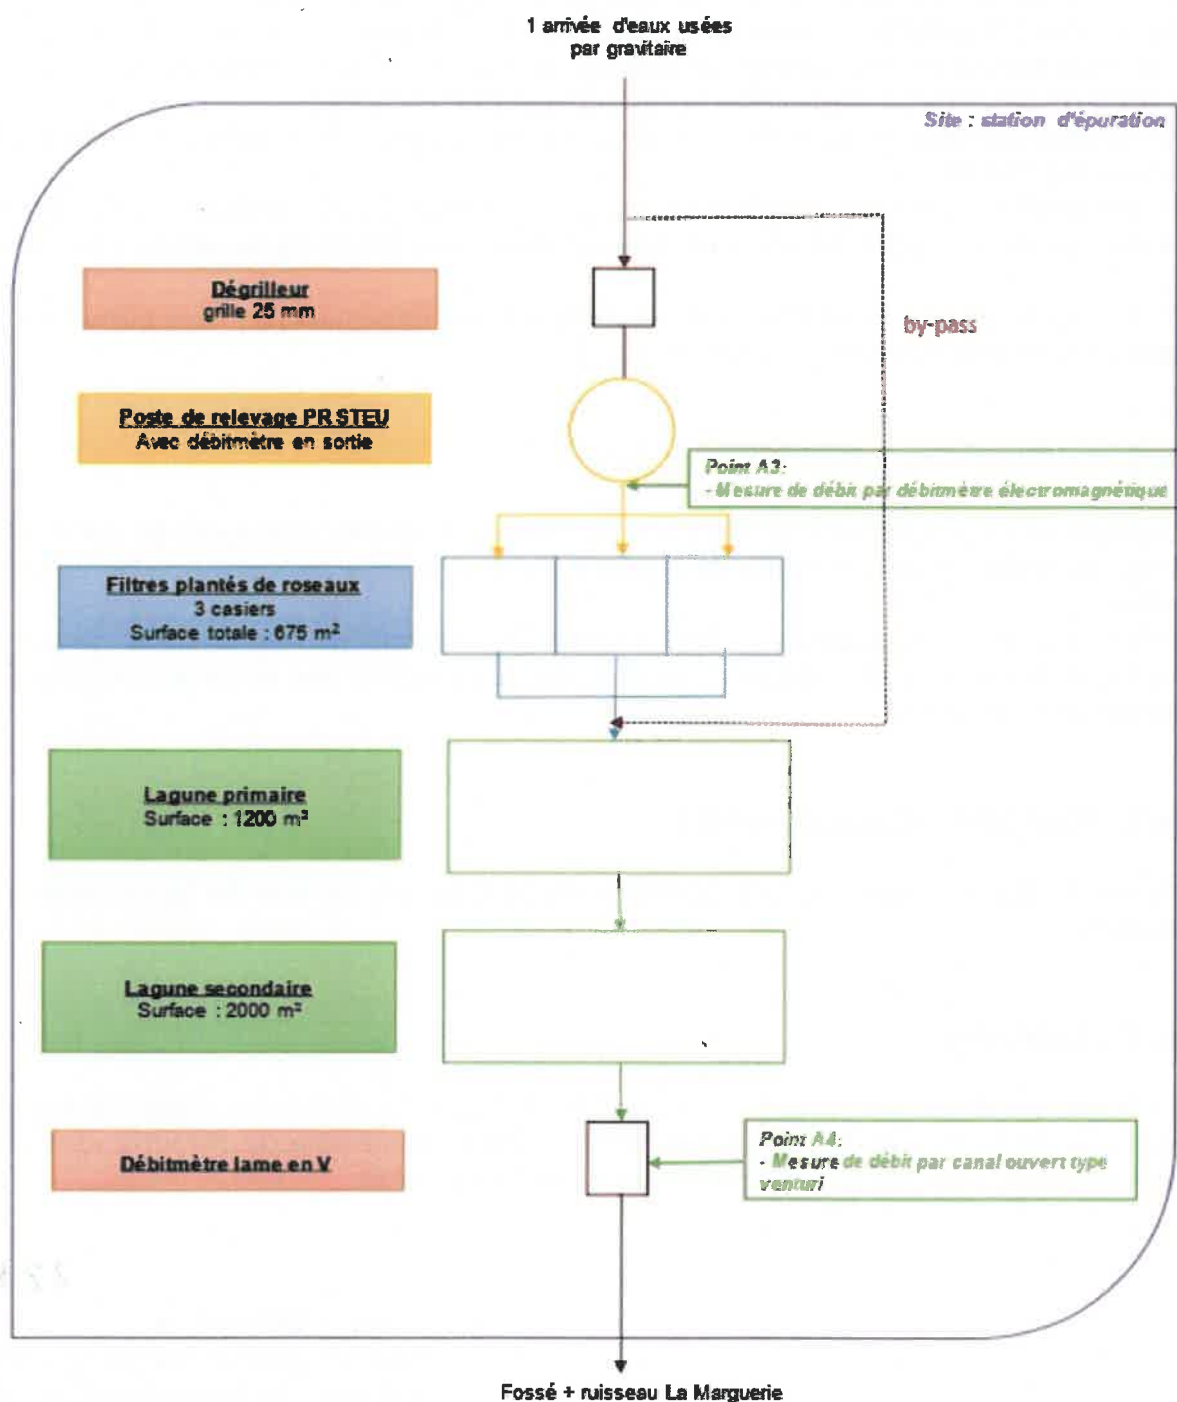 1 arrivée d'eaux usées
par gravitaire
Site : station d'épuration
Dégrilleur
grille 25 mm
by-pass
Poste de relevage PR STEU
Avec débitmètre en sortie
Point A3:
- Mesure de débit par débitmètre électromagnétique
Filtres plantés de roseaux
3 casiers
Surface totale : 675 m²
Lagune primaire
Surface : 1200 m²
Lagune secondaire
Surface : 2000 m²
Débitmètre lame en V
Point A4:
- Mesure de débit par canal ouvert type
venturi
Fossé + ruisseau La Marguerie